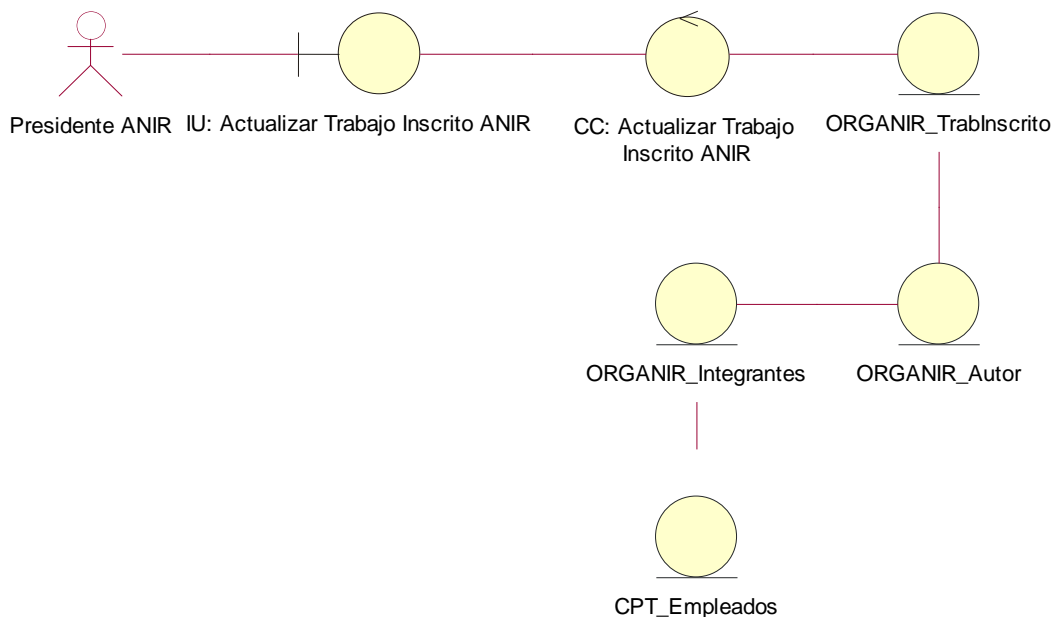 Presidente ANIR
IU: Actualizar Trabajo Inscrito ANIR
CC: Actualizar Trabajo
Inscrito ANIR
ORGANIR_TrabInscrito
ORGANIR_Integrantes
ORGANIR_Autor
CPT_Empleados